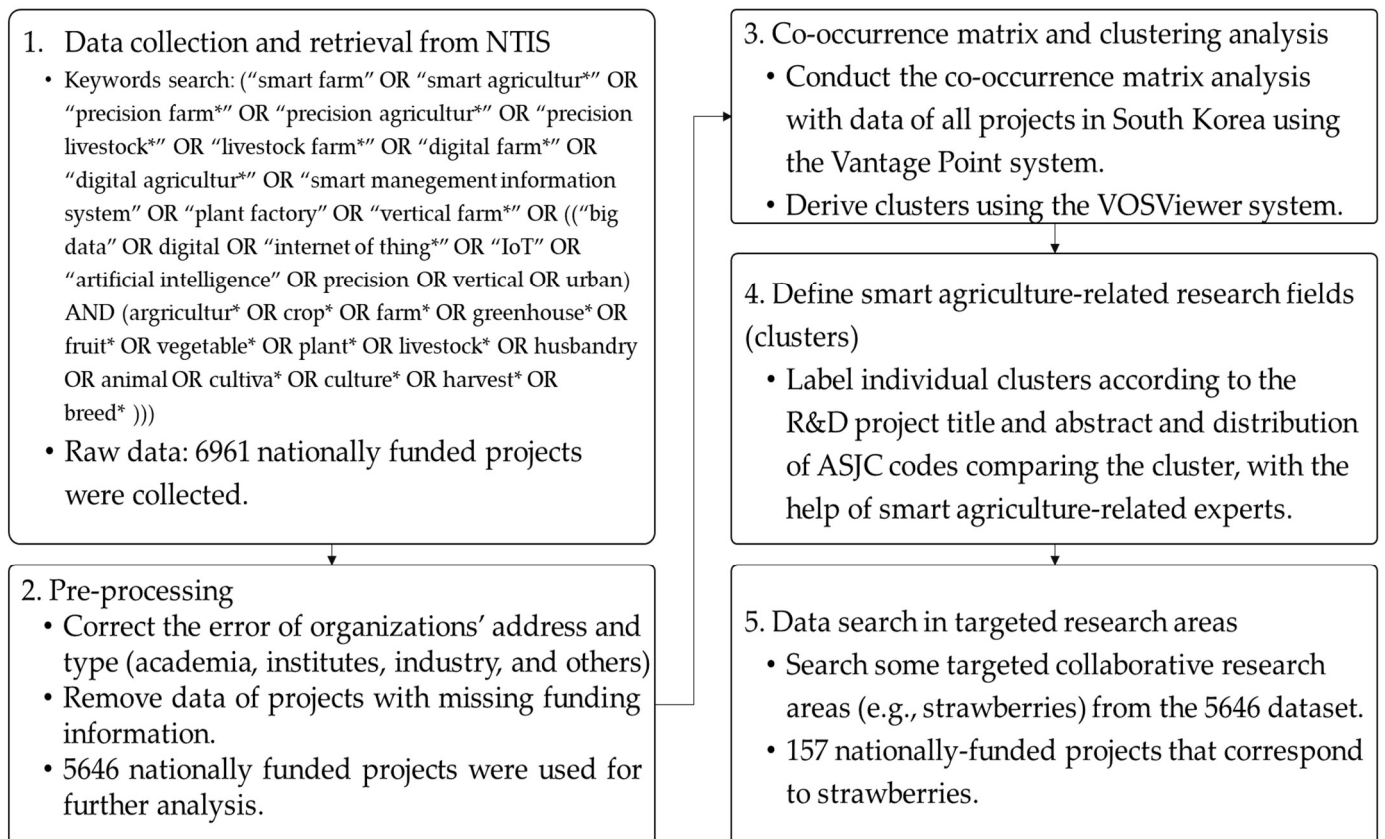 1. Data collection and retrieval from NTIS
• Keywords search: (“smart farm” OR “smart agricultur*” OR
“precision farm*” OR “precision agricultur*” OR “precision
livestock*” OR “livestock farm*” OR “digital farm*” OR
“digital agricultur*” OR “smart manegement information
system” OR “plant factory” OR “vertical farm*” OR ((“big
data” OR digital OR “internet of thing*” OR “IoT” OR
“artificial intelligence” OR precision OR vertical OR urban)
AND (argricultur* OR crop* OR farm* OR greenhouse* OR
fruit* OR vegetable* OR plant* OR livestock* OR husbandry
OR animal OR cultiva* OR culture* OR harvest* OR
breed* )))
• Raw data: 6961 nationally funded projects
were collected.
2. Pre-processing
• Correct the error of organizations’ address and
type (academia, institutes, industry, and others)
• Remove data of projects with missing funding
information.
• 5646 nationally funded projects were used for
further analysis.
3. Co-occurrence matrix and clustering analysis
• Conduct the co-occurrence matrix analysis
with data of all projects in South Korea using
the Vantage Point system.
• Derive clusters using the VOSViewer system.
4. Define smart agriculture-related research fields
(clusters)
• Label individual clusters according to the
R&D project title and abstract and distribution
of ASJC codes comparing the cluster, with the
help of smart agriculture-related experts.
5. Data search in targeted research areas
• Search some targeted collaborative research
areas (e.g., strawberries) from the 5646 dataset.
• 157 nationally-funded projects that correspond
to strawberries.